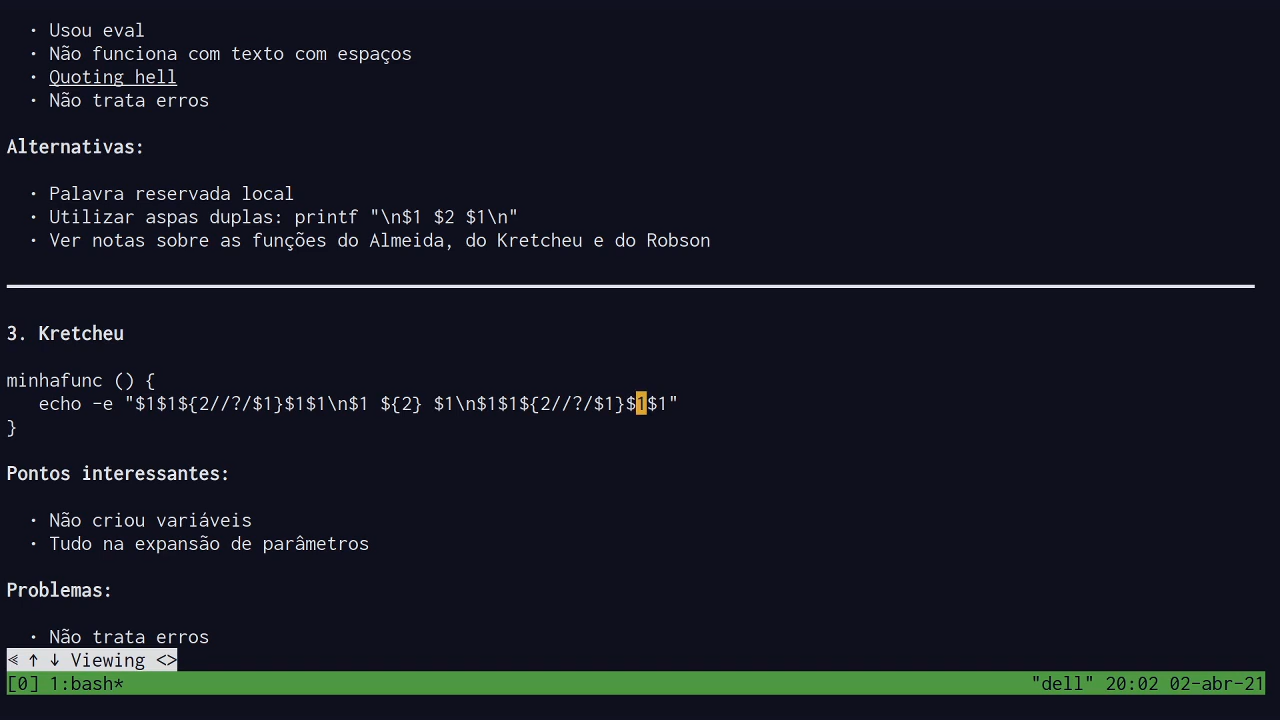 · Usou eval
· Não funciona com texto com espaços
· Quoting hell
· Não trata erros
Alternativas:
· Palavra reservada local
· Utilizar aspas duplas: printf "\n$1 $2 $1\n"
· Ver notas sobre as funções do Almeida, do Kretcheu e do Robson
3. Kretcheu
minhafunc () {
echo -e "$1$1${2//?/$1}$1$1\n$1 ${2} $1\n$1$1${2//?/$1}$1$1"
}
Pontos interessantes:
· Não criou variáveis
· Tudo na expansão de parâmetros
Problemas:
· Não trata erros
⋖ ↑ ↓ Viewing <>
[0] 1:bash* "dell" 20:02 02-abr-21